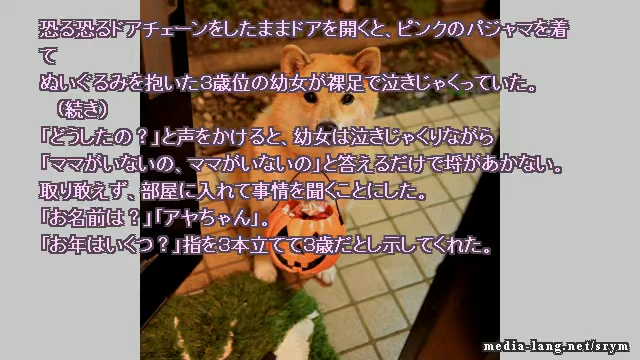 恐る恐るドアチェーンをしたままドアを開くと、ピンクのパジャマを着
て
ぬいぐるみを抱いた３歳位の幼女が裸足で泣きじゃくっていた。
（続き）
「どうしたの？」と声をかけると、幼女は泣きじゃくりながら
「ママがいないの、ママがいないの」と答えるだけで埒があかない。
取り敢えず、部屋に入れて事情を聞くことにした。
「お名前は？」「アヤちゃん」。
「お年はいくつ？」指を３本立てて３歳だとし示してくれた。
media-lang.net/srym